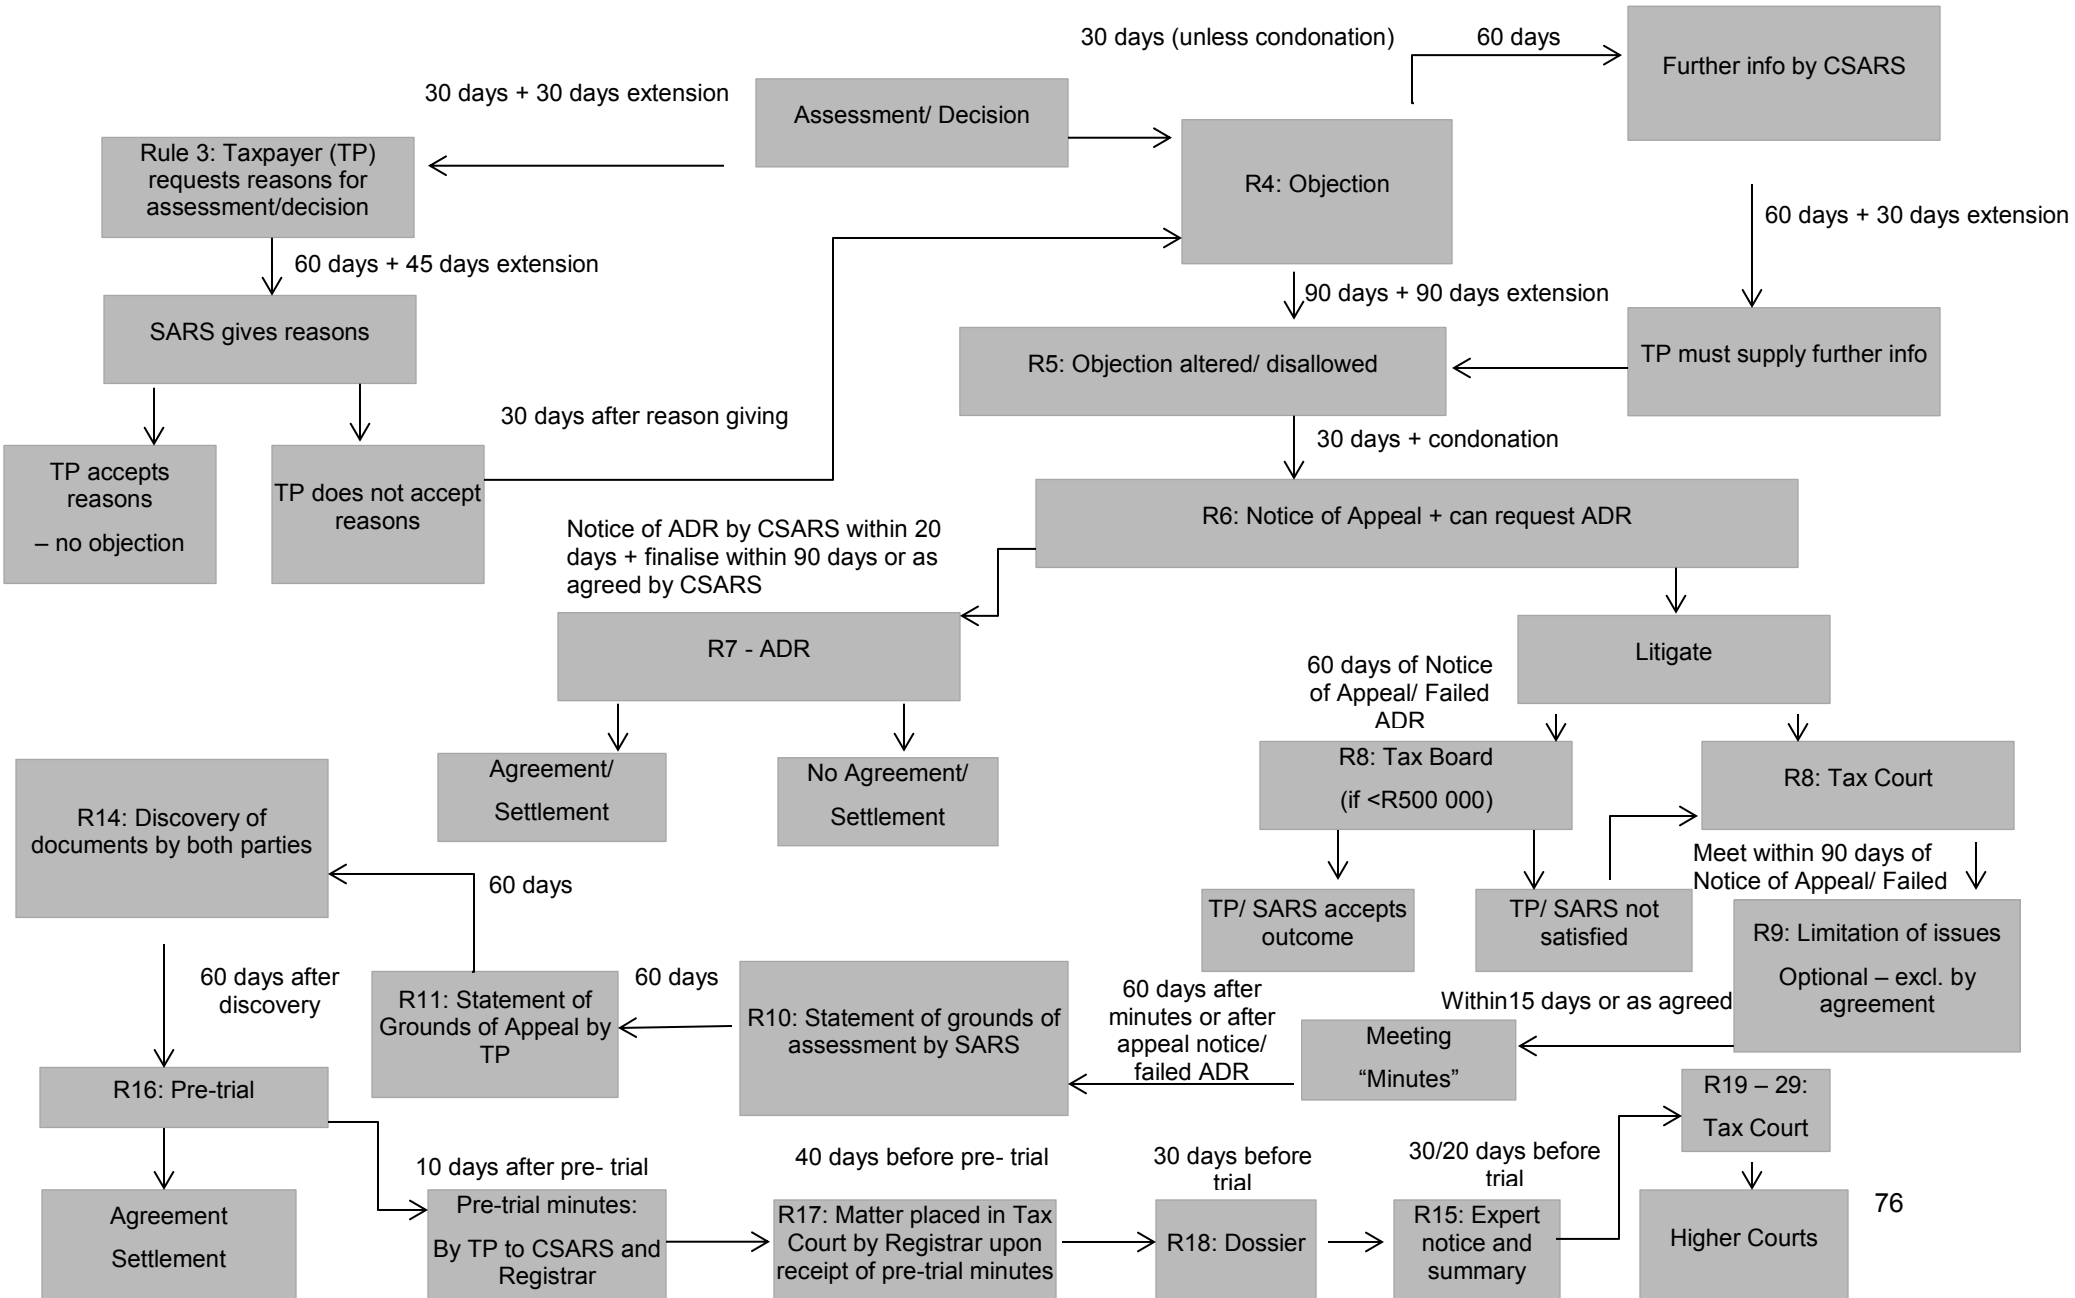 30 days (unless condonation)
60 days
Further info by CSARS
30 days + 30 days extension
Assessment/ Decision
Rule 3: Taxpayer (TP)
requests reasons for
assessment/decision
R4: Objection
60 days + 30 days extension
60 days + 45 days extension
90 days + 90 days extension
SARS gives reasons
R5: Objection altered/ disallowed
TP must supply further info
30 days after reason giving
30 days + condonation
TP accepts
reasons
– no objection
TP does not accept
reasons
R6: Notice of Appeal + can request ADR
Notice of ADR by CSARS within 20
days + finalise within 90 days or as
agreed by CSARS
R7 - ADR
Litigate
60 days of Notice
of Appeal/ Failed
ADR
Agreement/
Settlement
No Agreement/
Settlement
R8: Tax Board
(if <R500 000)
R8: Tax Court
R14: Discovery of
documents by both parties
60 days
Meet within 90 days of
Notice of Appeal/ Failed
TP/ SARS accepts
outcome
TP/ SARS not
satisfied
R9: Limitation of issues
Optional – excl. by
agreement
60 days after
discovery
R11: Statement of
Grounds of Appeal by
TP
60 days
R10: Statement of grounds of
assessment by SARS
60 days after
minutes or after
appeal notice/
failed ADR
Within15 days or as agreed
Meeting
“Minutes”
R16: Pre-trial
R19 – 29:
Tax Court
10 days after pre- trial
40 days before pre- trial
30 days before
trial
30/20 days before
trial
Agreement
Settlement
Pre-trial minutes:
By TP to CSARS and
Registrar
R17: Matter placed in Tax
Court by Registrar upon
receipt of pre-trial minutes
R18: Dossier
R15: Expert
notice and
summary
Higher Courts
76